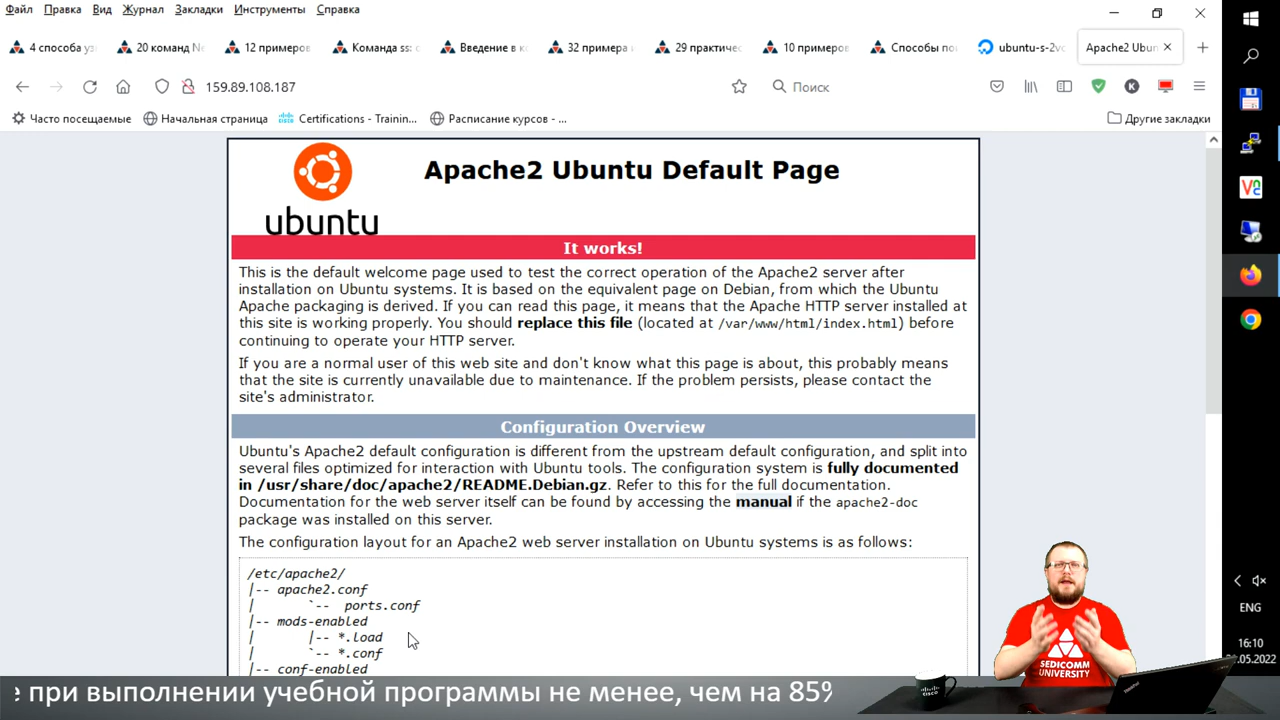 Файл Правка Вид Журнал Закладки Инструменты Справка
4 способа уз 20 команд Ne 12 примеров Команда ss: с Введение в к 32 примера и 29 практичес 10 примеров Способы по ubuntu-s-2vc Apache2 Ubun
159.89.108.187 Поиск
Часто посещаемые Начальная страница Certifications - Trainin... Расписание курсов - ... Другие закладки
ubuntu
Apache2 Ubuntu Default Page
It works!
This is the default welcome page used to test the correct operation of the Apache2 server after
installation on Ubuntu systems. It is based on the equivalent page on Debian, from which the Ubuntu
Apache packaging is derived. If you can read this page, it means that the Apache HTTP server installed at
this site is working properly. You should replace this file (located at /var/www/html/index.html) before
continuing to operate your HTTP server.
If you are a normal user of this web site and don't know what this page is about, this probably means
that the site is currently unavailable due to maintenance. If the problem persists, please contact the
site's administrator.
Configuration Overview
Ubuntu's Apache2 default configuration is different from the upstream default configuration, and split into
several files optimized for interaction with Ubuntu tools. The configuration system is fully documented
in /usr/share/doc/apache2/README.Debian.gz. Refer to this for the full documentation.
Documentation for the web server itself can be found by accessing the manual if the apache2-doc
package was installed on this server.
The configuration layout for an Apache2 web server installation on Ubuntu systems is as follows:
/etc/apache2/
|-- apache2.conf
|       `--  ports.conf
|-- mods-enabled
|       |-- *.load
|       `-- *.conf
|-- conf-enabled
ENG
16:10
.05.2022
SEDICOMM
UNIVERSITY
cisco
е при выполнении учебной программы не менее, чем на 85%